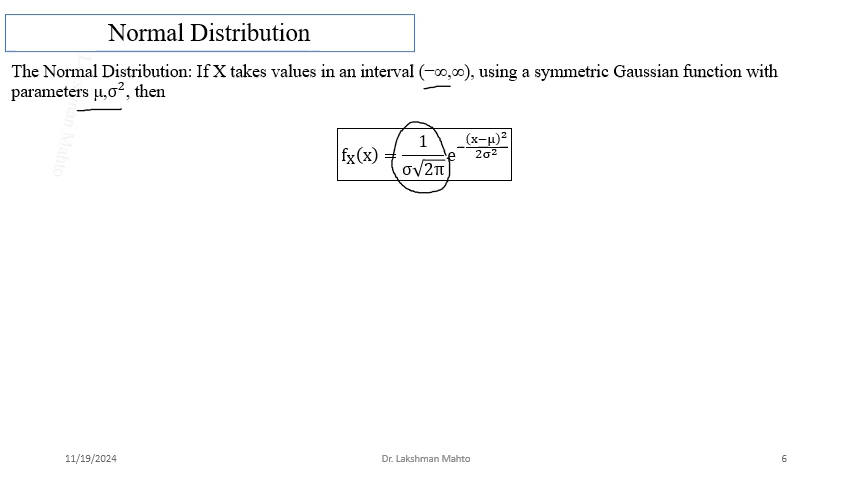 Normal Distribution
The Normal Distribution: If X takes values in an interval (−∞,∞), using a symmetric Gaussian function with
parameters μ,σ², then
fₓ(x) = 1/(σ√2π) e^(−(x−μ)²/2σ²)
Mahto
11/19/2024 Dr. Lakshman Mahto 6